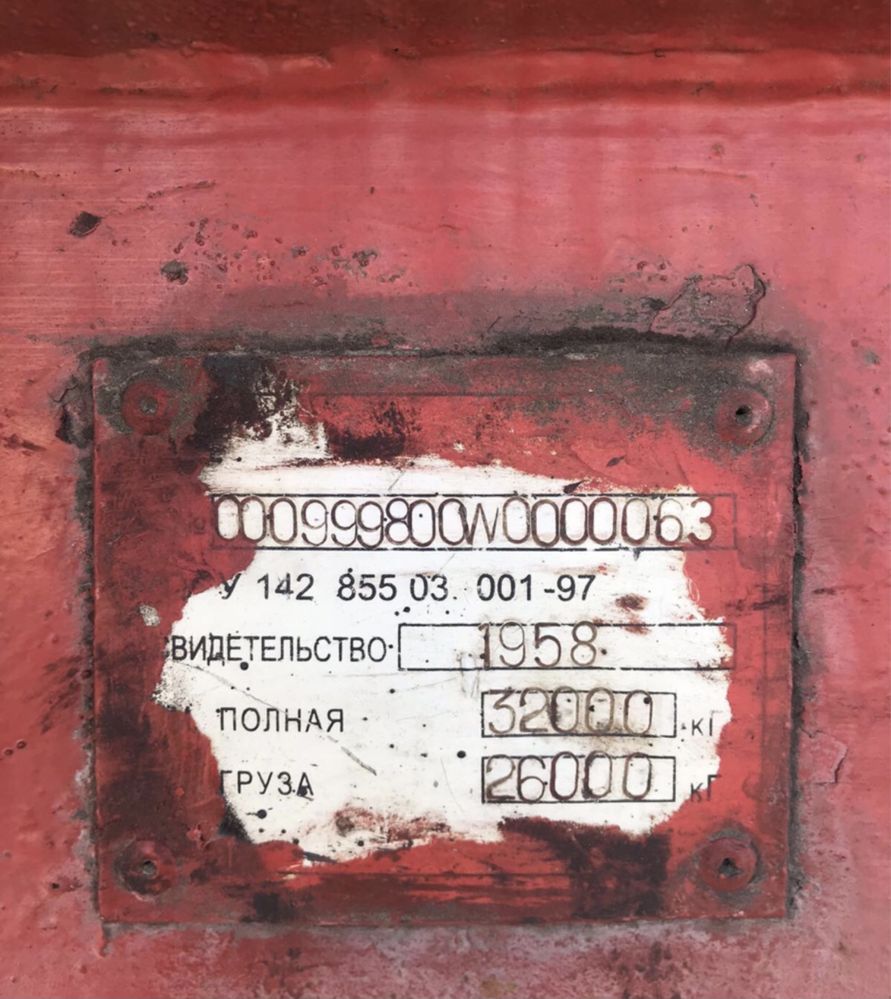 000999800W0000063
У 142 855 03. 001-97
ВИДЕТЕЛЬСТВО 1958
ПОЛНАЯ 32000 кг
ГРУЗА 26000 кг